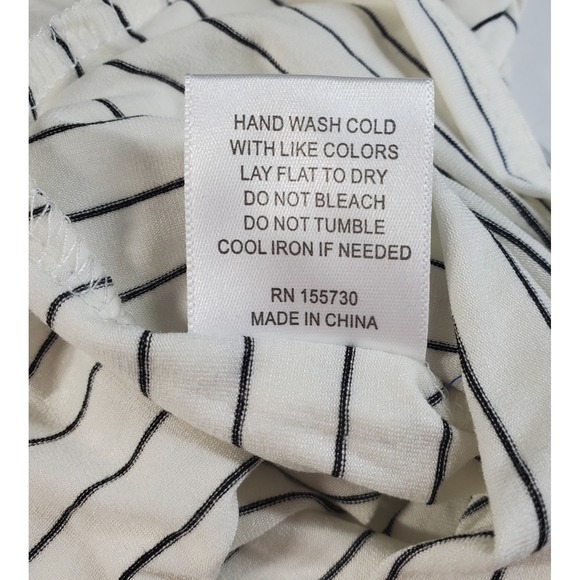 HAND WASH COLD
WITH LIKE COLORS
LAY FLAT TO DRY
DO NOT BLEACH
DO NOT TUMBLE
COOL IRON IF NEEDED
RN 155730
MADE IN CHINA